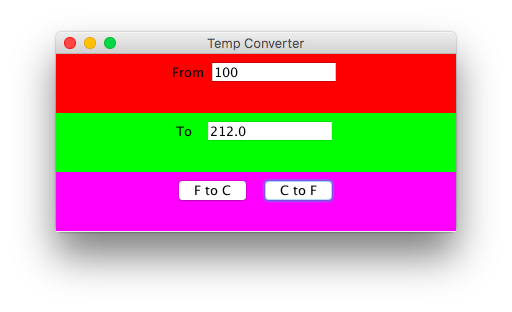 Temp Converter
From 100
To 212.0
F to C C to F